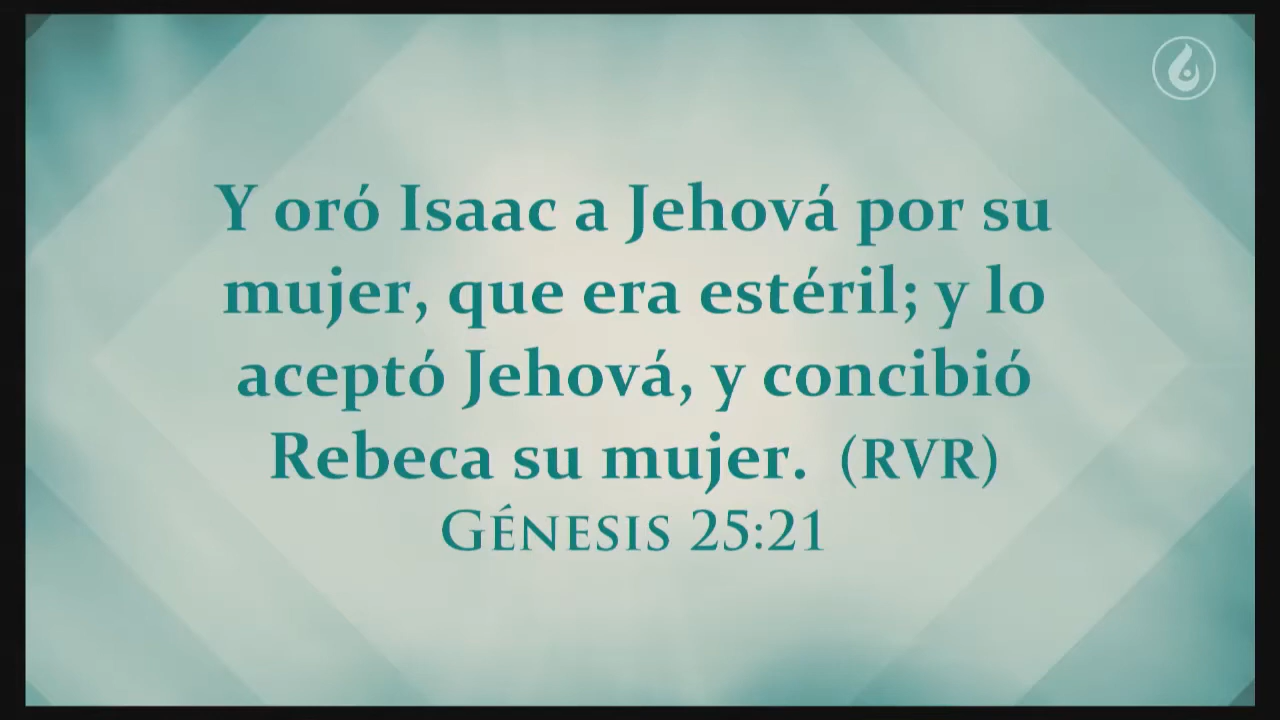 Y oró Isaac a Jehová por su
mujer, que era estéril; y lo
aceptó Jehová, y concibió
Rebeca su mujer. (RVR)
GÉNESIS 25:21